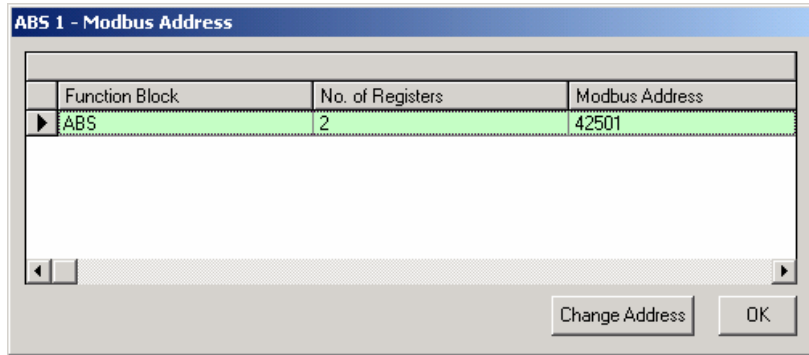 ABS 1 - Modbus Address
Function Block No. of Registers Modbus Address
ABS 2 42501
Change Address OK